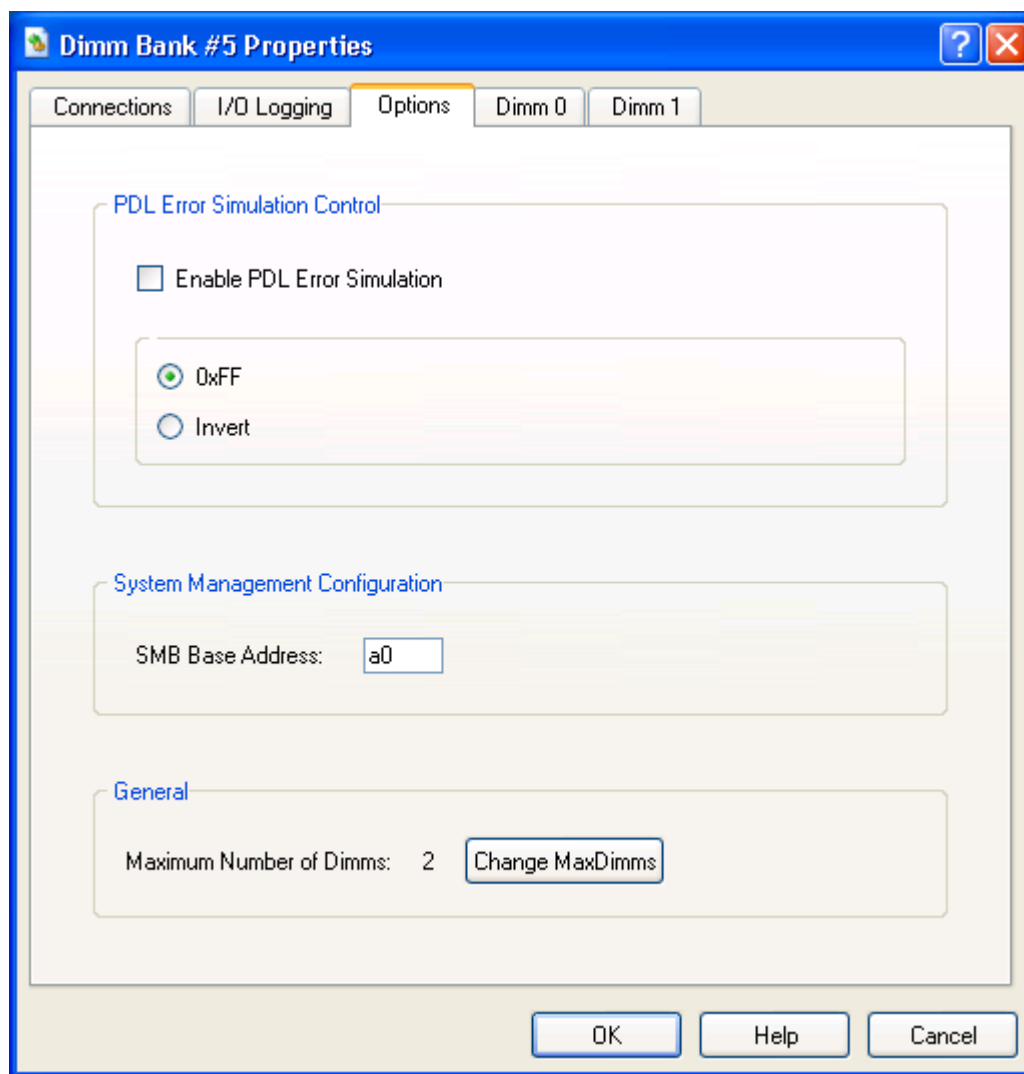 Dimm Bank #5 Properties
Connections I/O Logging Options Dimm 0 Dimm 1
PDL Error Simulation Control
Enable PDL Error Simulation
0xFF
Invert
System Management Configuration
SMB Base Address: a0
General
Maximum Number of Dimms: 2 Change MaxDimms
OK Help Cancel